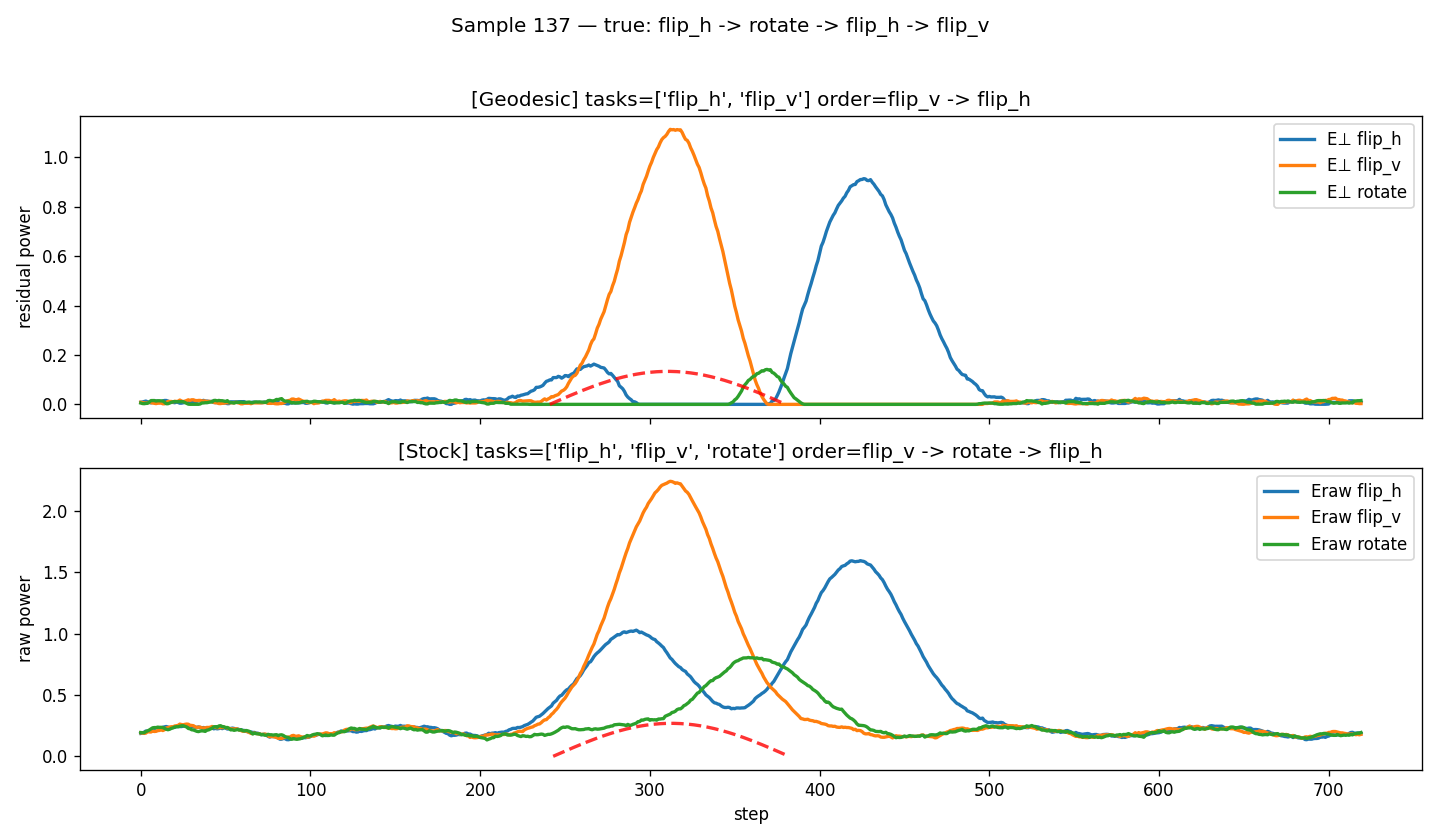 Sample 137 — true: flip_h -> rotate -> flip_h -> flip_v
[Geodesic] tasks=['flip_h', 'flip_v'] order=flip_v -> flip_h
residual power
1.0
0.8
0.6
0.4
0.2
0.0
E⊥ flip_h
E⊥ flip_v
E⊥ rotate
[Stock] tasks=['flip_h', 'flip_v', 'rotate'] order=flip_v -> rotate -> flip_h
raw power
2.0
1.5
1.0
0.5
0.0
Eraw flip_h
Eraw flip_v
Eraw rotate
0 100 200 300 400 500 600 700
step